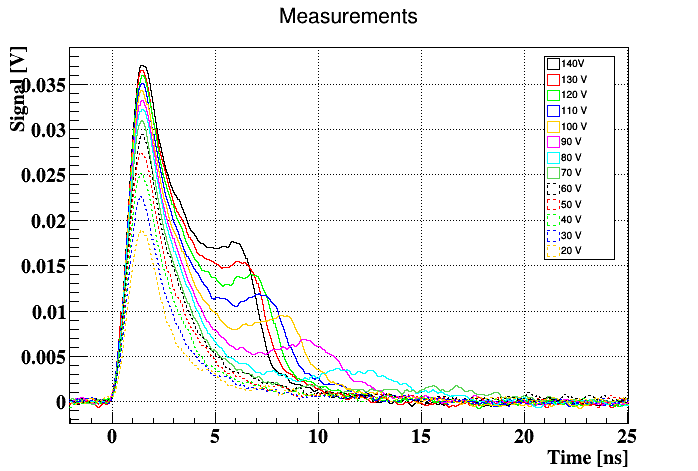 Measurements
Signal [V]
0.035
0.03
0.025
0.02
0.015
0.01
0.005
0
0 5 10 15 20 25
Time [ns]
140V
130 V
120 V
110 V
100 V
90 V
80 V
70 V
60 V
50 V
40 V
30 V
20 V